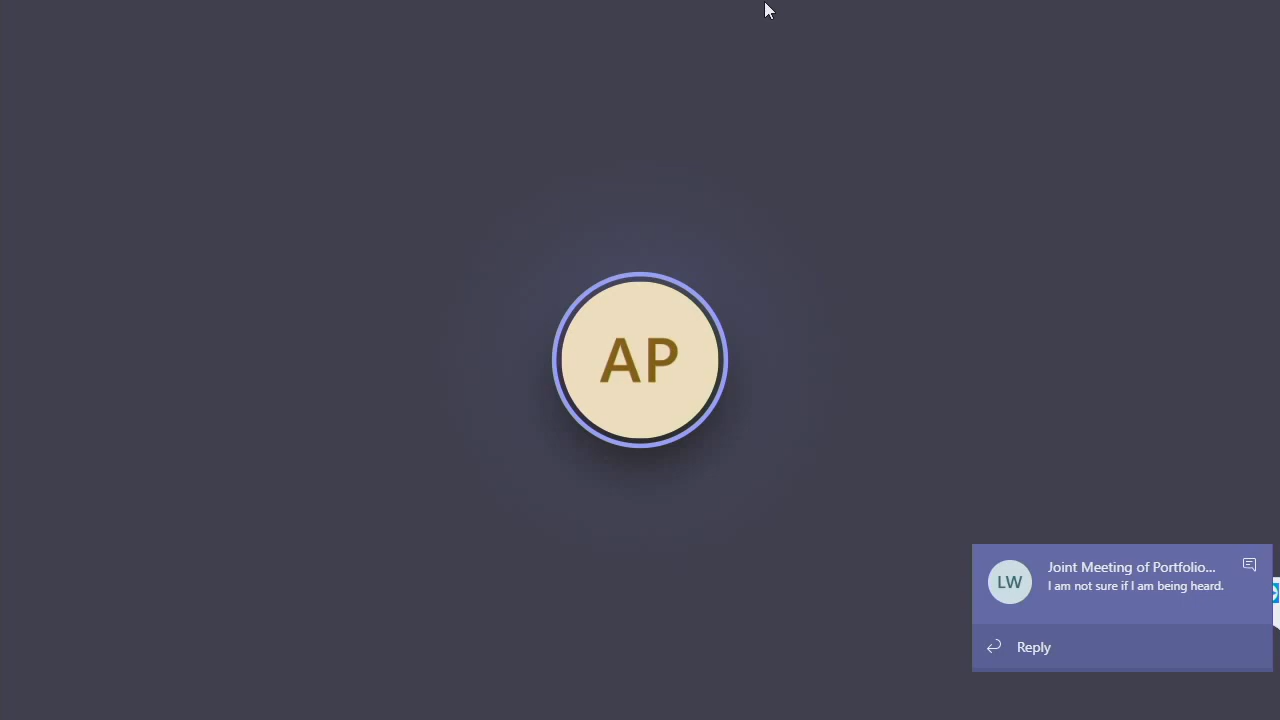 AP
LW
Joint Meeting of Portfolio...
I am not sure if I am being heard.
Reply